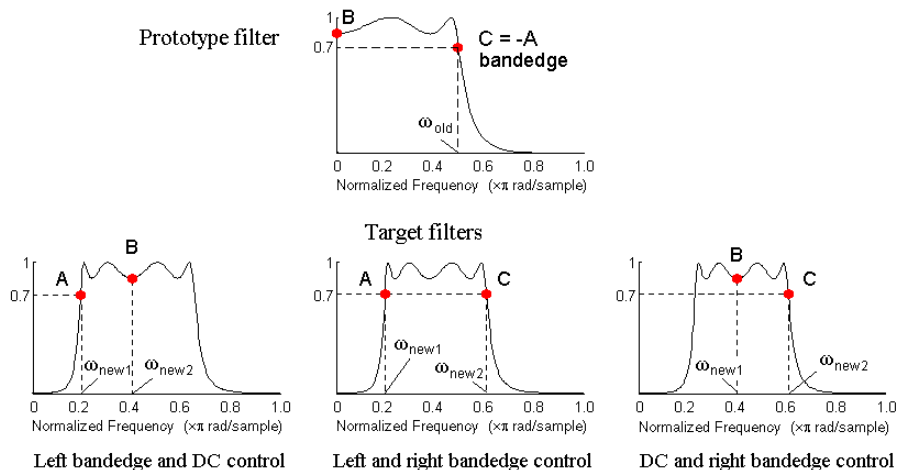 Prototype filter
1
B
0.7
C = -A
bandedge
ωold
0 0.2 0.4 0.6 0.8 1.0
Normalized Frequency (×π rad/sample)
Target filters
1
B
A
0.7
ωnew1
ωnew2
0 0.2 0.4 0.6 0.8 1.0
Normalized Frequency (×π rad/sample)
Left bandedge and DC control
1
A
C
0.7
ωnew1
ωnew2
0 0.2 0.4 0.6 0.8 1.0
Normalized Frequency (×π rad/sample)
Left and right bandedge control
1
B
C
0.7
ωnew1
ωnew2
0 0.2 0.4 0.6 0.8 1.0
Normalized Frequency (×π rad/sample)
DC and right bandedge control